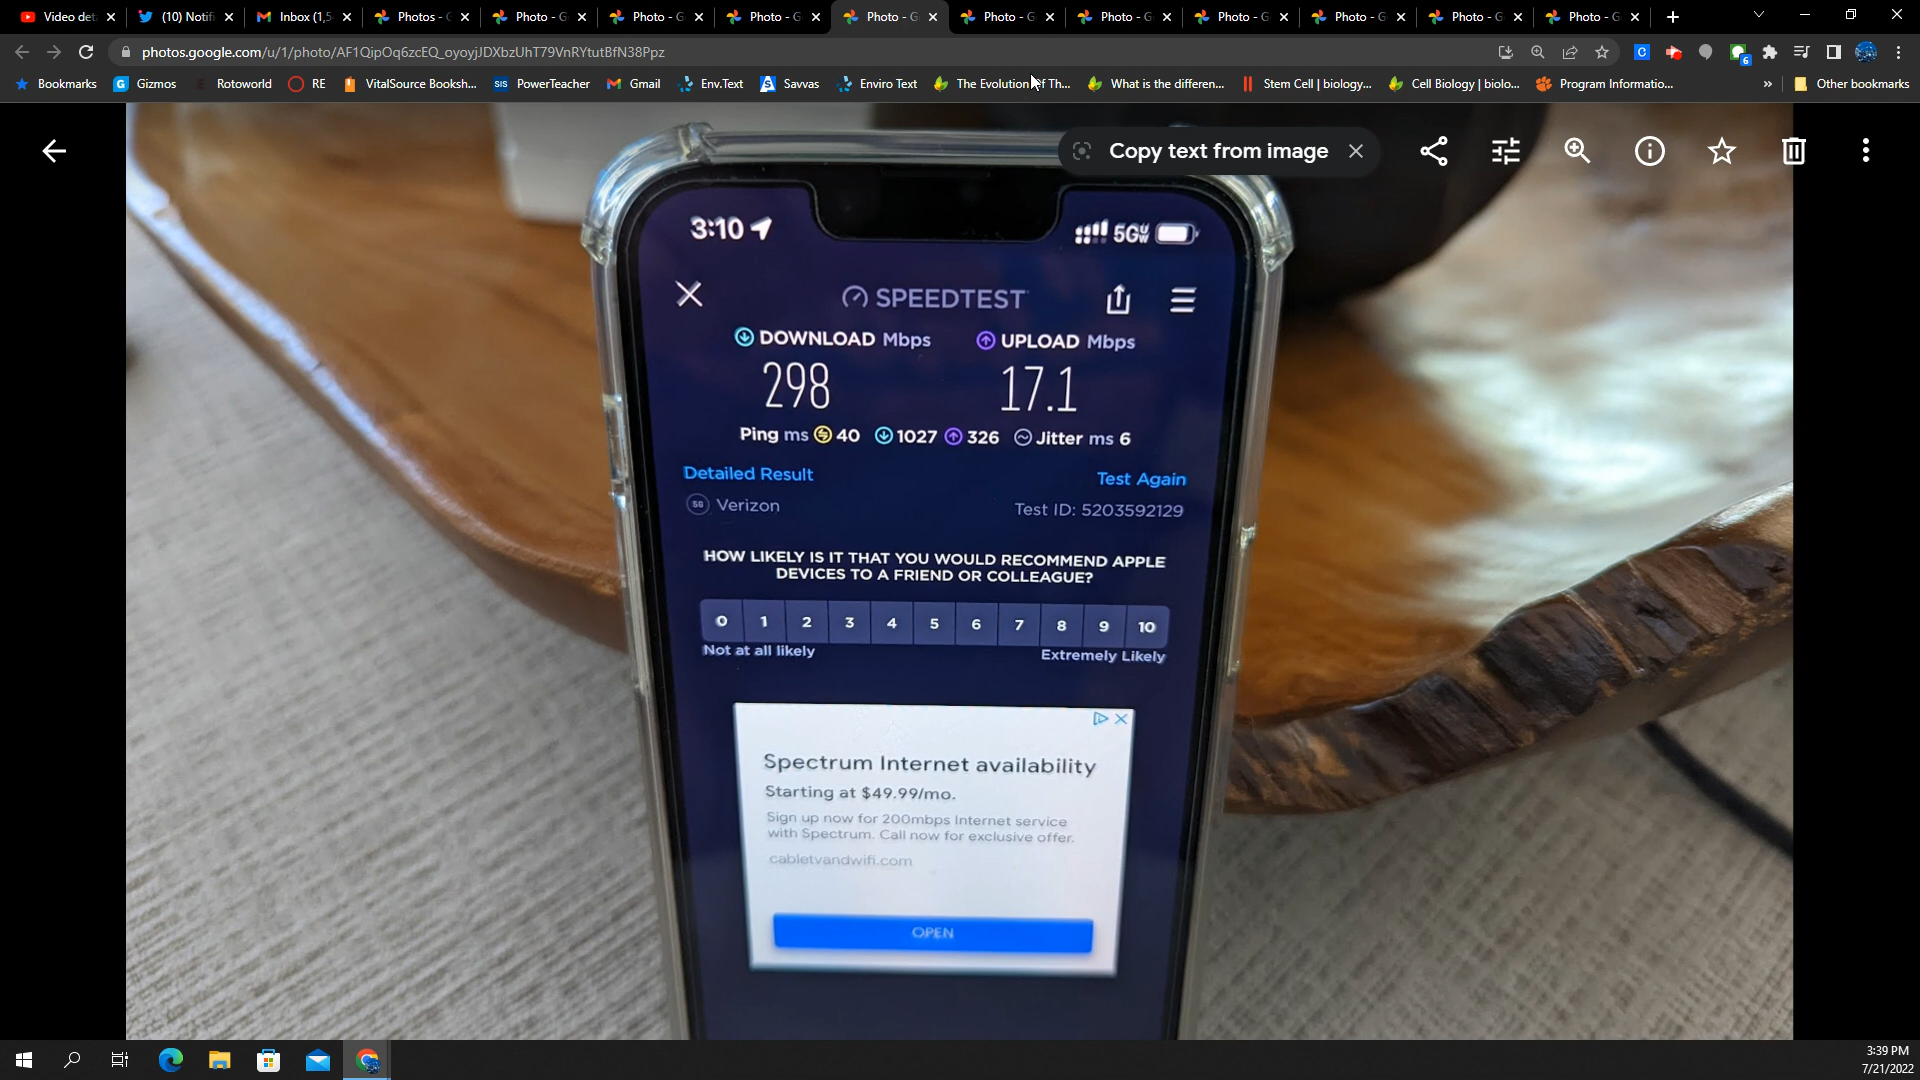 Video det
(10) Notifi
Inbox (1,5
Photos - G
Photo - G
Photo - G
Photo - G
Photo - G
Photo - G
Photo - G
Photo - G
Photo - G
Photo - G
Photo - G
photos.google.com/u/1/photo/AF1QipOq6zcEQ_oyoyjJDXbzUhT79VnRYtutBfN38Ppz
6
Bookmarks
Gizmos
Rotoworld
RE
VitalSource Booksh...
SIS PowerTeacher
Gmail
Env.Text
Savvas
Enviro Text
The Evolution Of Th...
What is the differen...
Stem Cell | biology...
Cell Biology | biolo...
Program Informatio...
»
Other bookmarks
Copy text from image
3:10
5G UW
SPEEDTEST
DOWNLOAD Mbps
UPLOAD Mbps
298
17.1
Ping ms 40 1027 326 Jitter ms 6
Detailed Result
Test Again
5G Verizon
Test ID: 5203592129
HOW LIKELY IS IT THAT YOU WOULD RECOMMEND APPLE
DEVICES TO A FRIEND OR COLLEAGUE?
0 1 2 3 4 5 6 7 8 9 10
Not at all likely
Extremely Likely
Spectrum Internet availability
Starting at $49.99/mo.
Sign up now for 200mbps Internet service
with Spectrum. Call now for exclusive offer.
cabletvandwifi.com
OPEN
3:39 PM
7/21/2022